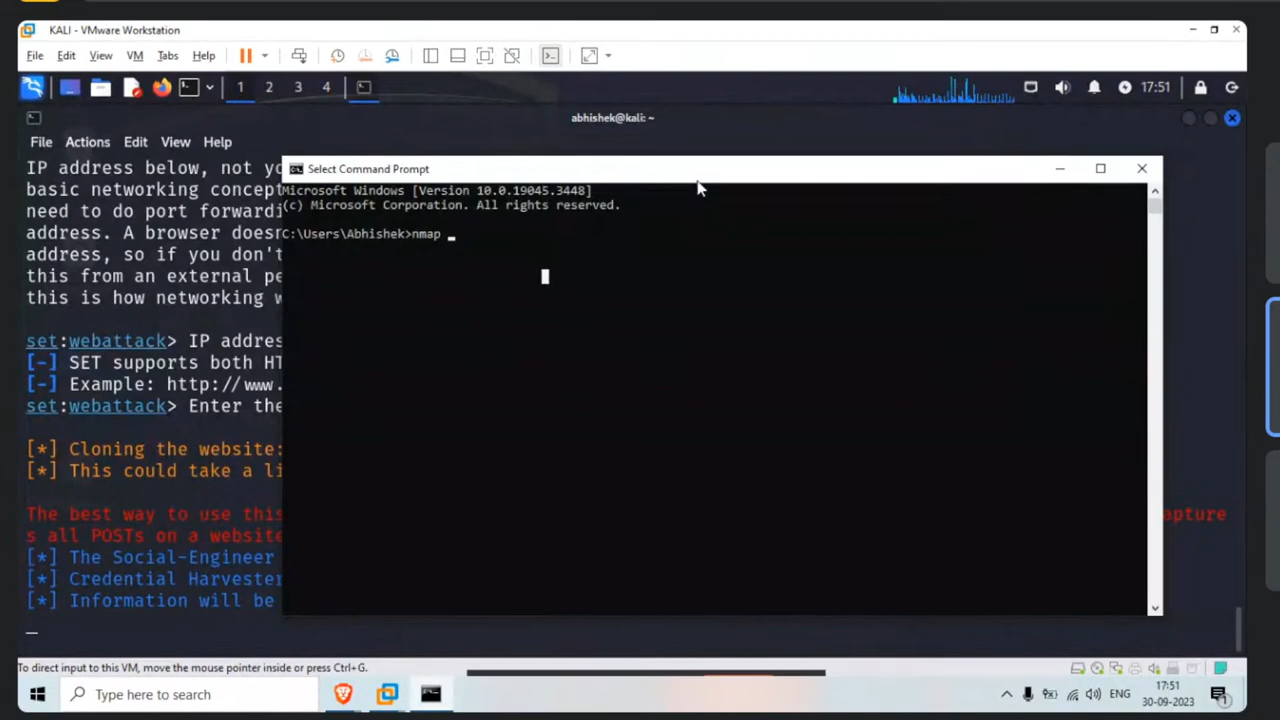 KALI - VMware Workstation
File Edit View VM Tabs Help
1 2 3 4
17:51
abhishek@kali: ~
File Actions Edit View Help
IP address below, not yo
basic networking concept
need to do port forwardi
address. A browser doesn
address, so if you don't
this from an external pe
this is how networking w
set:webattack> IP addres
[-] SET supports both HT
[-] Example: http://www.
set:webattack> Enter the
[*] Cloning the website:
[*] This could take a li
The best way to use this
apture
s all POSTs on a website
[*] The Social-Engineer
[*] Credential Harvester
[*] Information will be
Select Command Prompt
Microsoft Windows [Version 10.0.19045.3448]
(c) Microsoft Corporation. All rights reserved.
C:\Users\Abhishek>nmap
To direct input to this VM, move the mouse pointer inside or press Ctrl+G.
Type here to search
ENG
17:51
30-09-2023
1